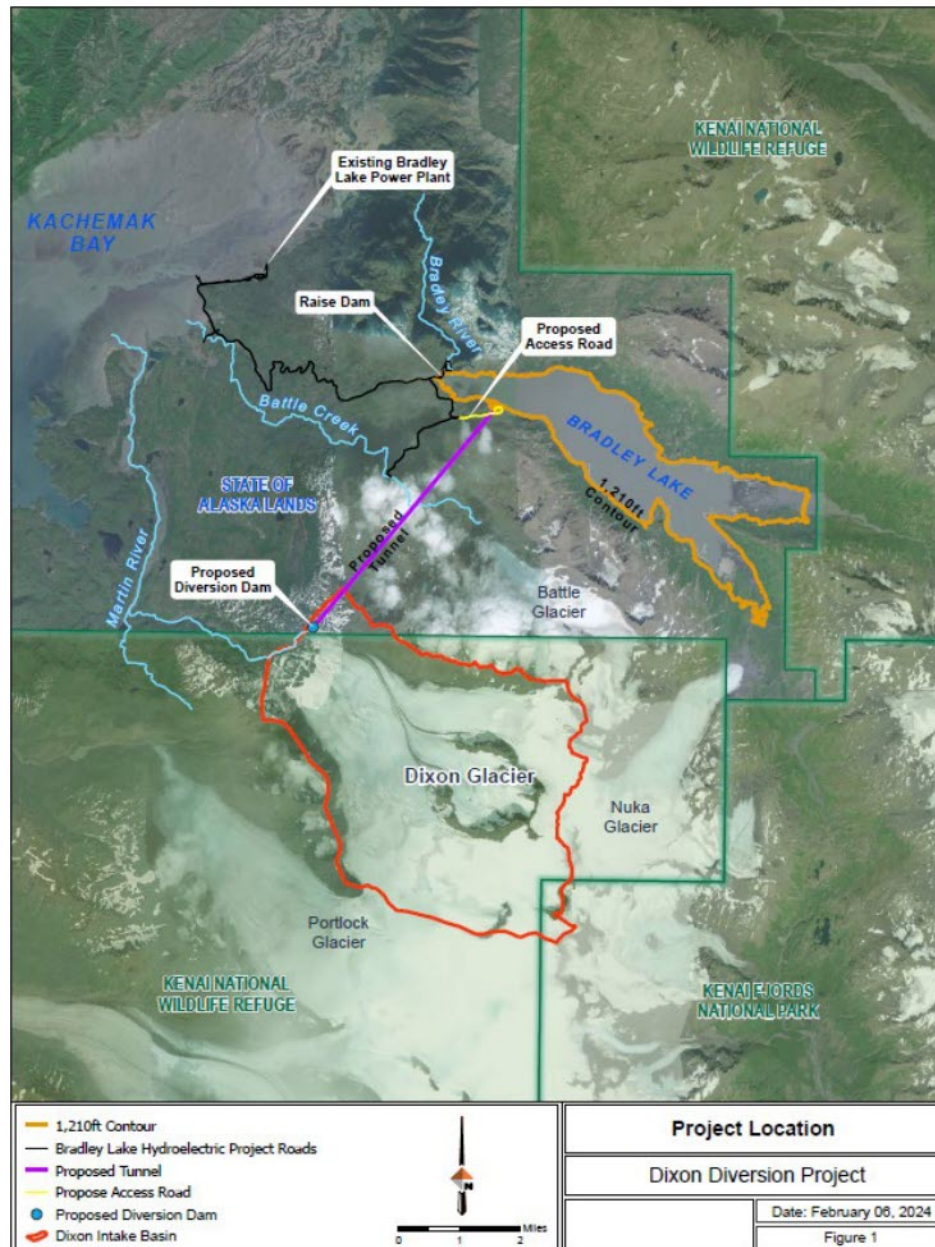 KENAI NATIONAL
WILDLIFE REFUGE
Existing Bradley
Lake Power Plant
KACHEMAK
BAY
Bradley River
Raise Dam
Proposed
Access Road
Battle Creek
BRADLEY LAKE
1,210ft
Contour
STATE OF
ALASKA LANDS
Proposed
Tunnel
Martin River
Proposed
Diversion Dam
Battle
Glacier
Dixon Glacier
Nuka
Glacier
Portlock
Glacier
KENAI NATIONAL
WILDLIFE REFUGE
KENAI FJORDS
NATIONAL PARK
1,210ft Contour
Bradley Lake Hydroelectric Project Roads
Proposed Tunnel
Propose Access Road
Proposed Diversion Dam
Dixon Intake Basin
N
Miles
0 1 2
Project Location
Dixon Diversion Project
Date: February 06, 2024
Figure 1